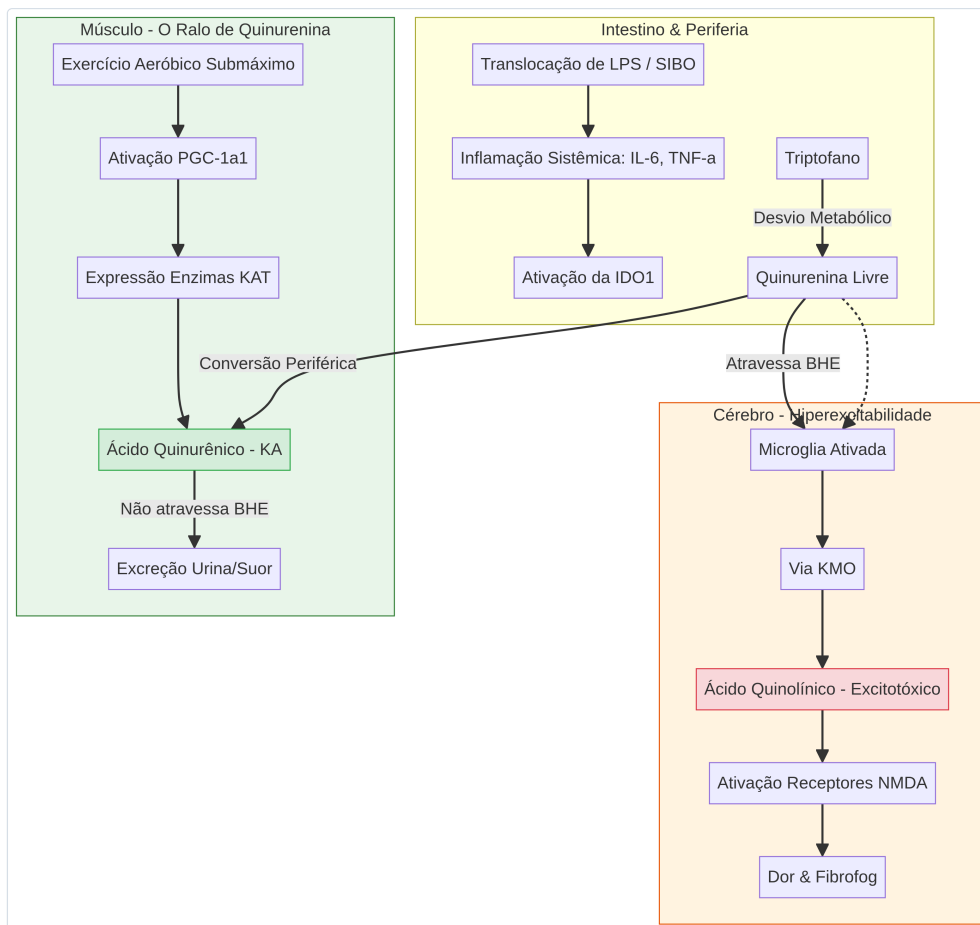 Músculo - O Ralo de Quinurenina
Exercício Aeróbico Submáximo
Ativação PGC-1a1
Expressão Enzimas KAT
Conversão Periférica
Ácido Quinurênico - KA
Não atravessa BHE
Excreção Urina/Suor
Intestino & Periferia
Translocação de LPS / SIBO
Inflamação Sistêmica: IL-6, TNF-a
Ativação da IDO1
Triptofano
Desvio Metabólico
Quinurenina Livre
Atravessa BHE
Cérebro - Hiperexcitabilidade
Microglia Ativada
Via KMO
Ácido Quinolínico - Excitotóxico
Ativação Receptores NMDA
Dor & Fibrofog